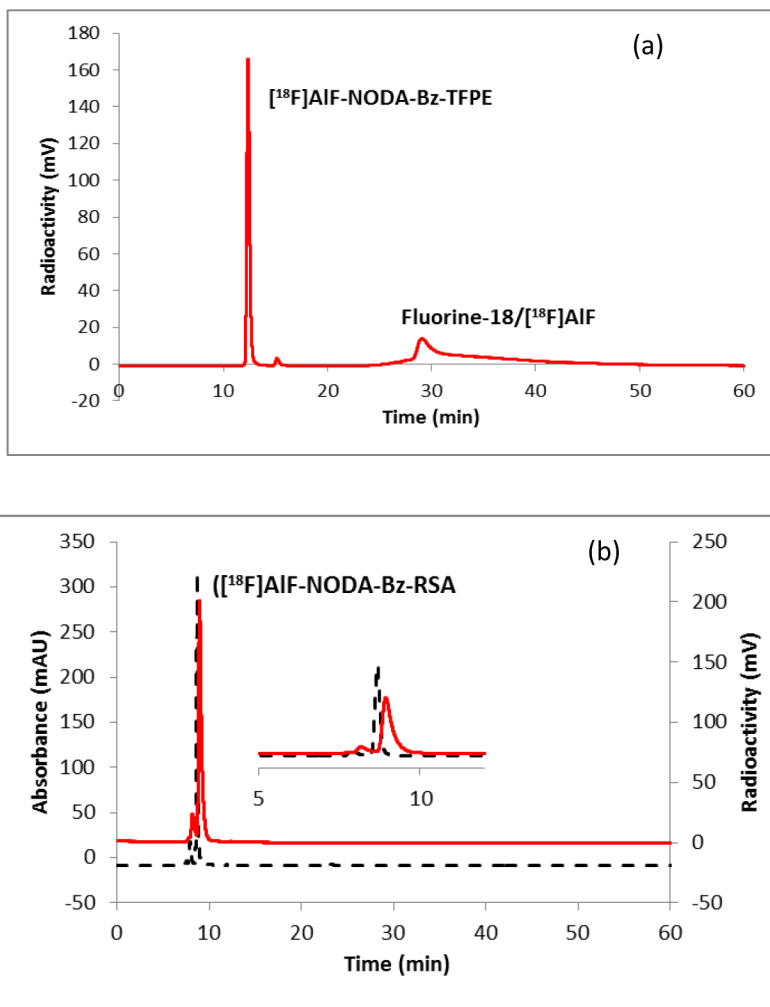 (a)
180
160
140
120
100
80
60
40
20
0
-20
Radioactivity (mV)
[¹⁸F]AlF-NODA-Bz-TFPE
Fluorine-18/[¹⁸F]AlF
0 10 20 30 40 50 60
Time (min)
(b)
350
300
250
200
150
100
50
0
-50
Absorbance (mAU)
([¹⁸F]AlF-NODA-Bz-RSA
5 10
250
200
150
100
50
0
-50
Radioactivity (mV)
0 10 20 30 40 50 60
Time (min)